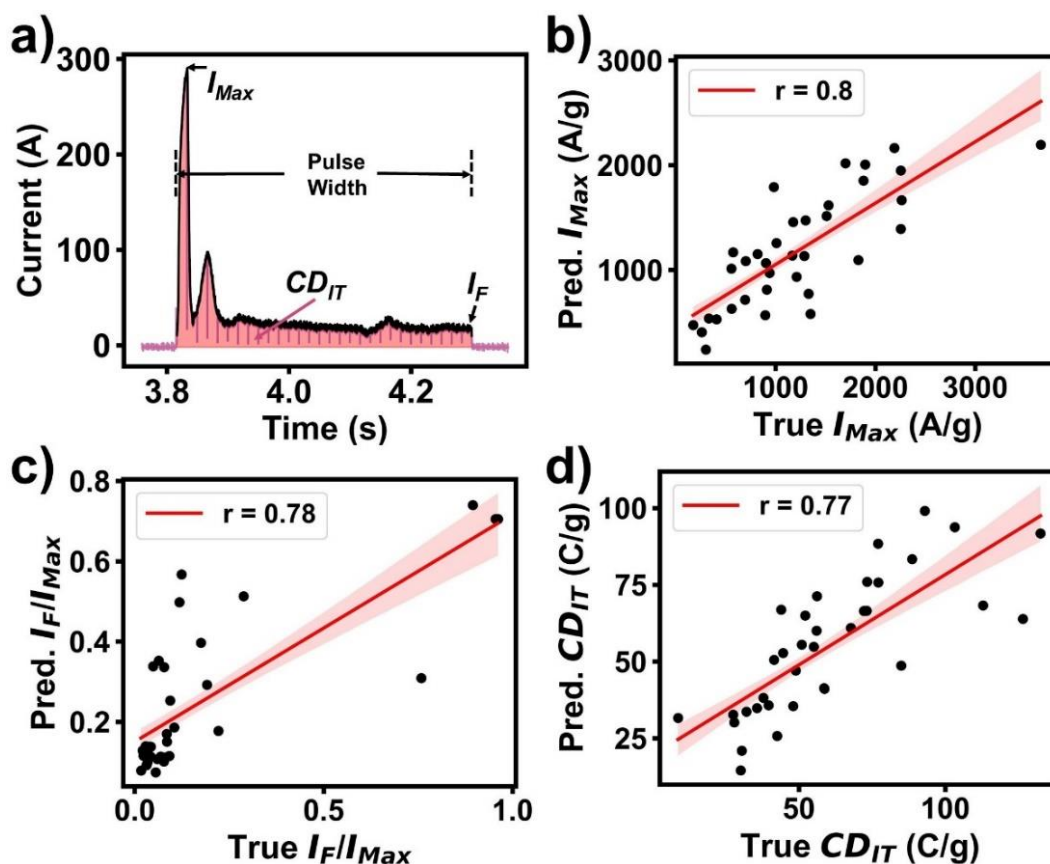 a)
300
200
100
0
Current (A)
3.8
4.0
4.2
Time (s)
I_Max
Pulse
Width
CD_IT
I_F
b)
3000
2000
1000
Pred. I_Max (A/g)
r = 0.8
1000
2000
3000
True I_Max (A/g)
c)
0.8
0.6
0.4
0.2
Pred. I_F/I_Max
r = 0.78
0.0
0.5
1.0
True I_F/I_Max
d)
100
75
50
25
Pred. CD_IT (C/g)
r = 0.77
50
100
True CD_IT (C/g)